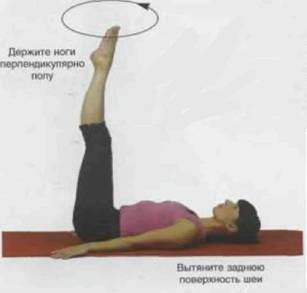 Держите ноги
перпендикулярно
полу
Вытяните заднюю
поверхность шеи